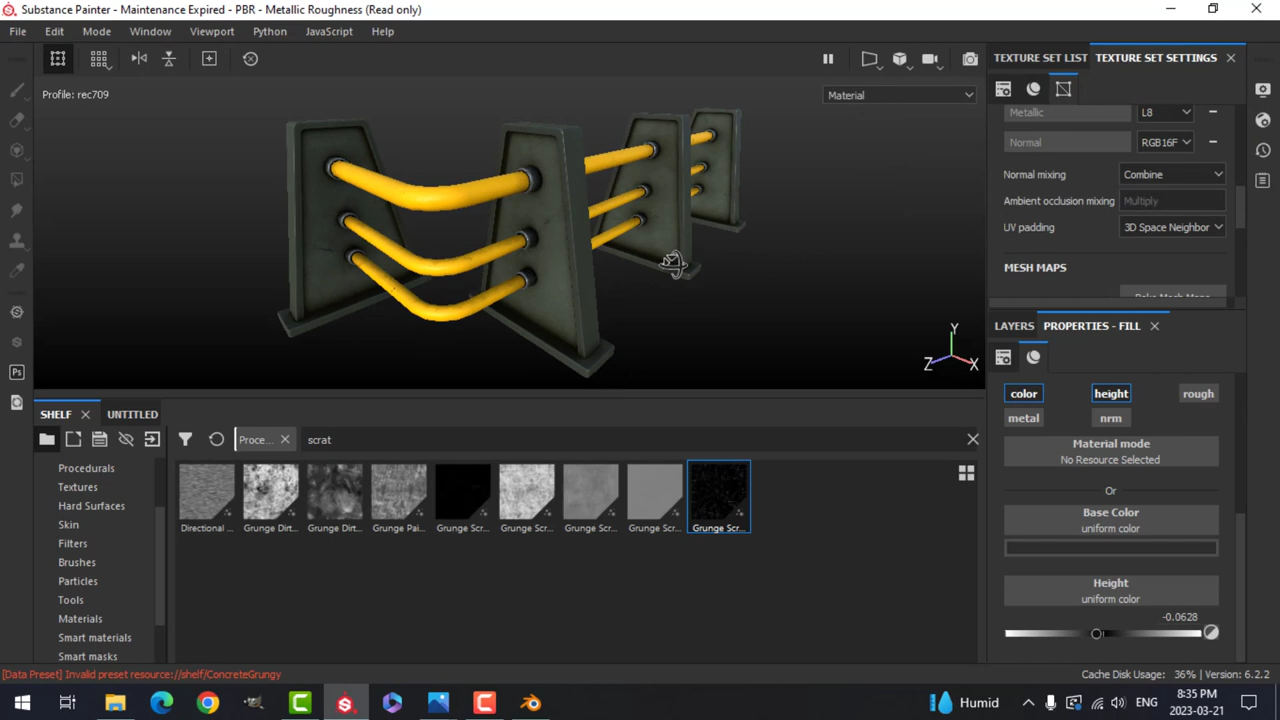 Substance Painter - Maintenance Expired - PBR - Metallic Roughness (Read only)
File Edit Mode Window Viewport Python JavaScript Help
TEXTURE SET LIST TEXTURE SET SETTINGS
Profile: rec709
Material
Metallic L8
Normal RGB16F
Normal mixing Combine
Ambient occlusion mixing Multiply
UV padding 3D Space Neighbor
MESH MAPS
Bake Mesh Maps
LAYERS PROPERTIES - FILL
Y
Z X
color height rough
metal nrm
Material mode
No Resource Selected
Or
Base Color
uniform color
Height
uniform color
-0.0628
SHELF UNTITLED
Proce... scrat
Procedurals
Textures
Hard Surfaces
Skin
Filters
Brushes
Particles
Tools
Materials
Smart materials
Smart masks
Directional ... Grunge Dirt... Grunge Dirt... Grunge Pai... Grunge Scr... Grunge Scr... Grunge Scr... Grunge Scr... Grunge Scr...
[Data Preset] Invalid preset resource://shelf/ConcreteGrungy
Cache Disk Usage: 36% | Version: 6.2.2
Ps
Humid
ENG
8:35 PM
2023-03-21